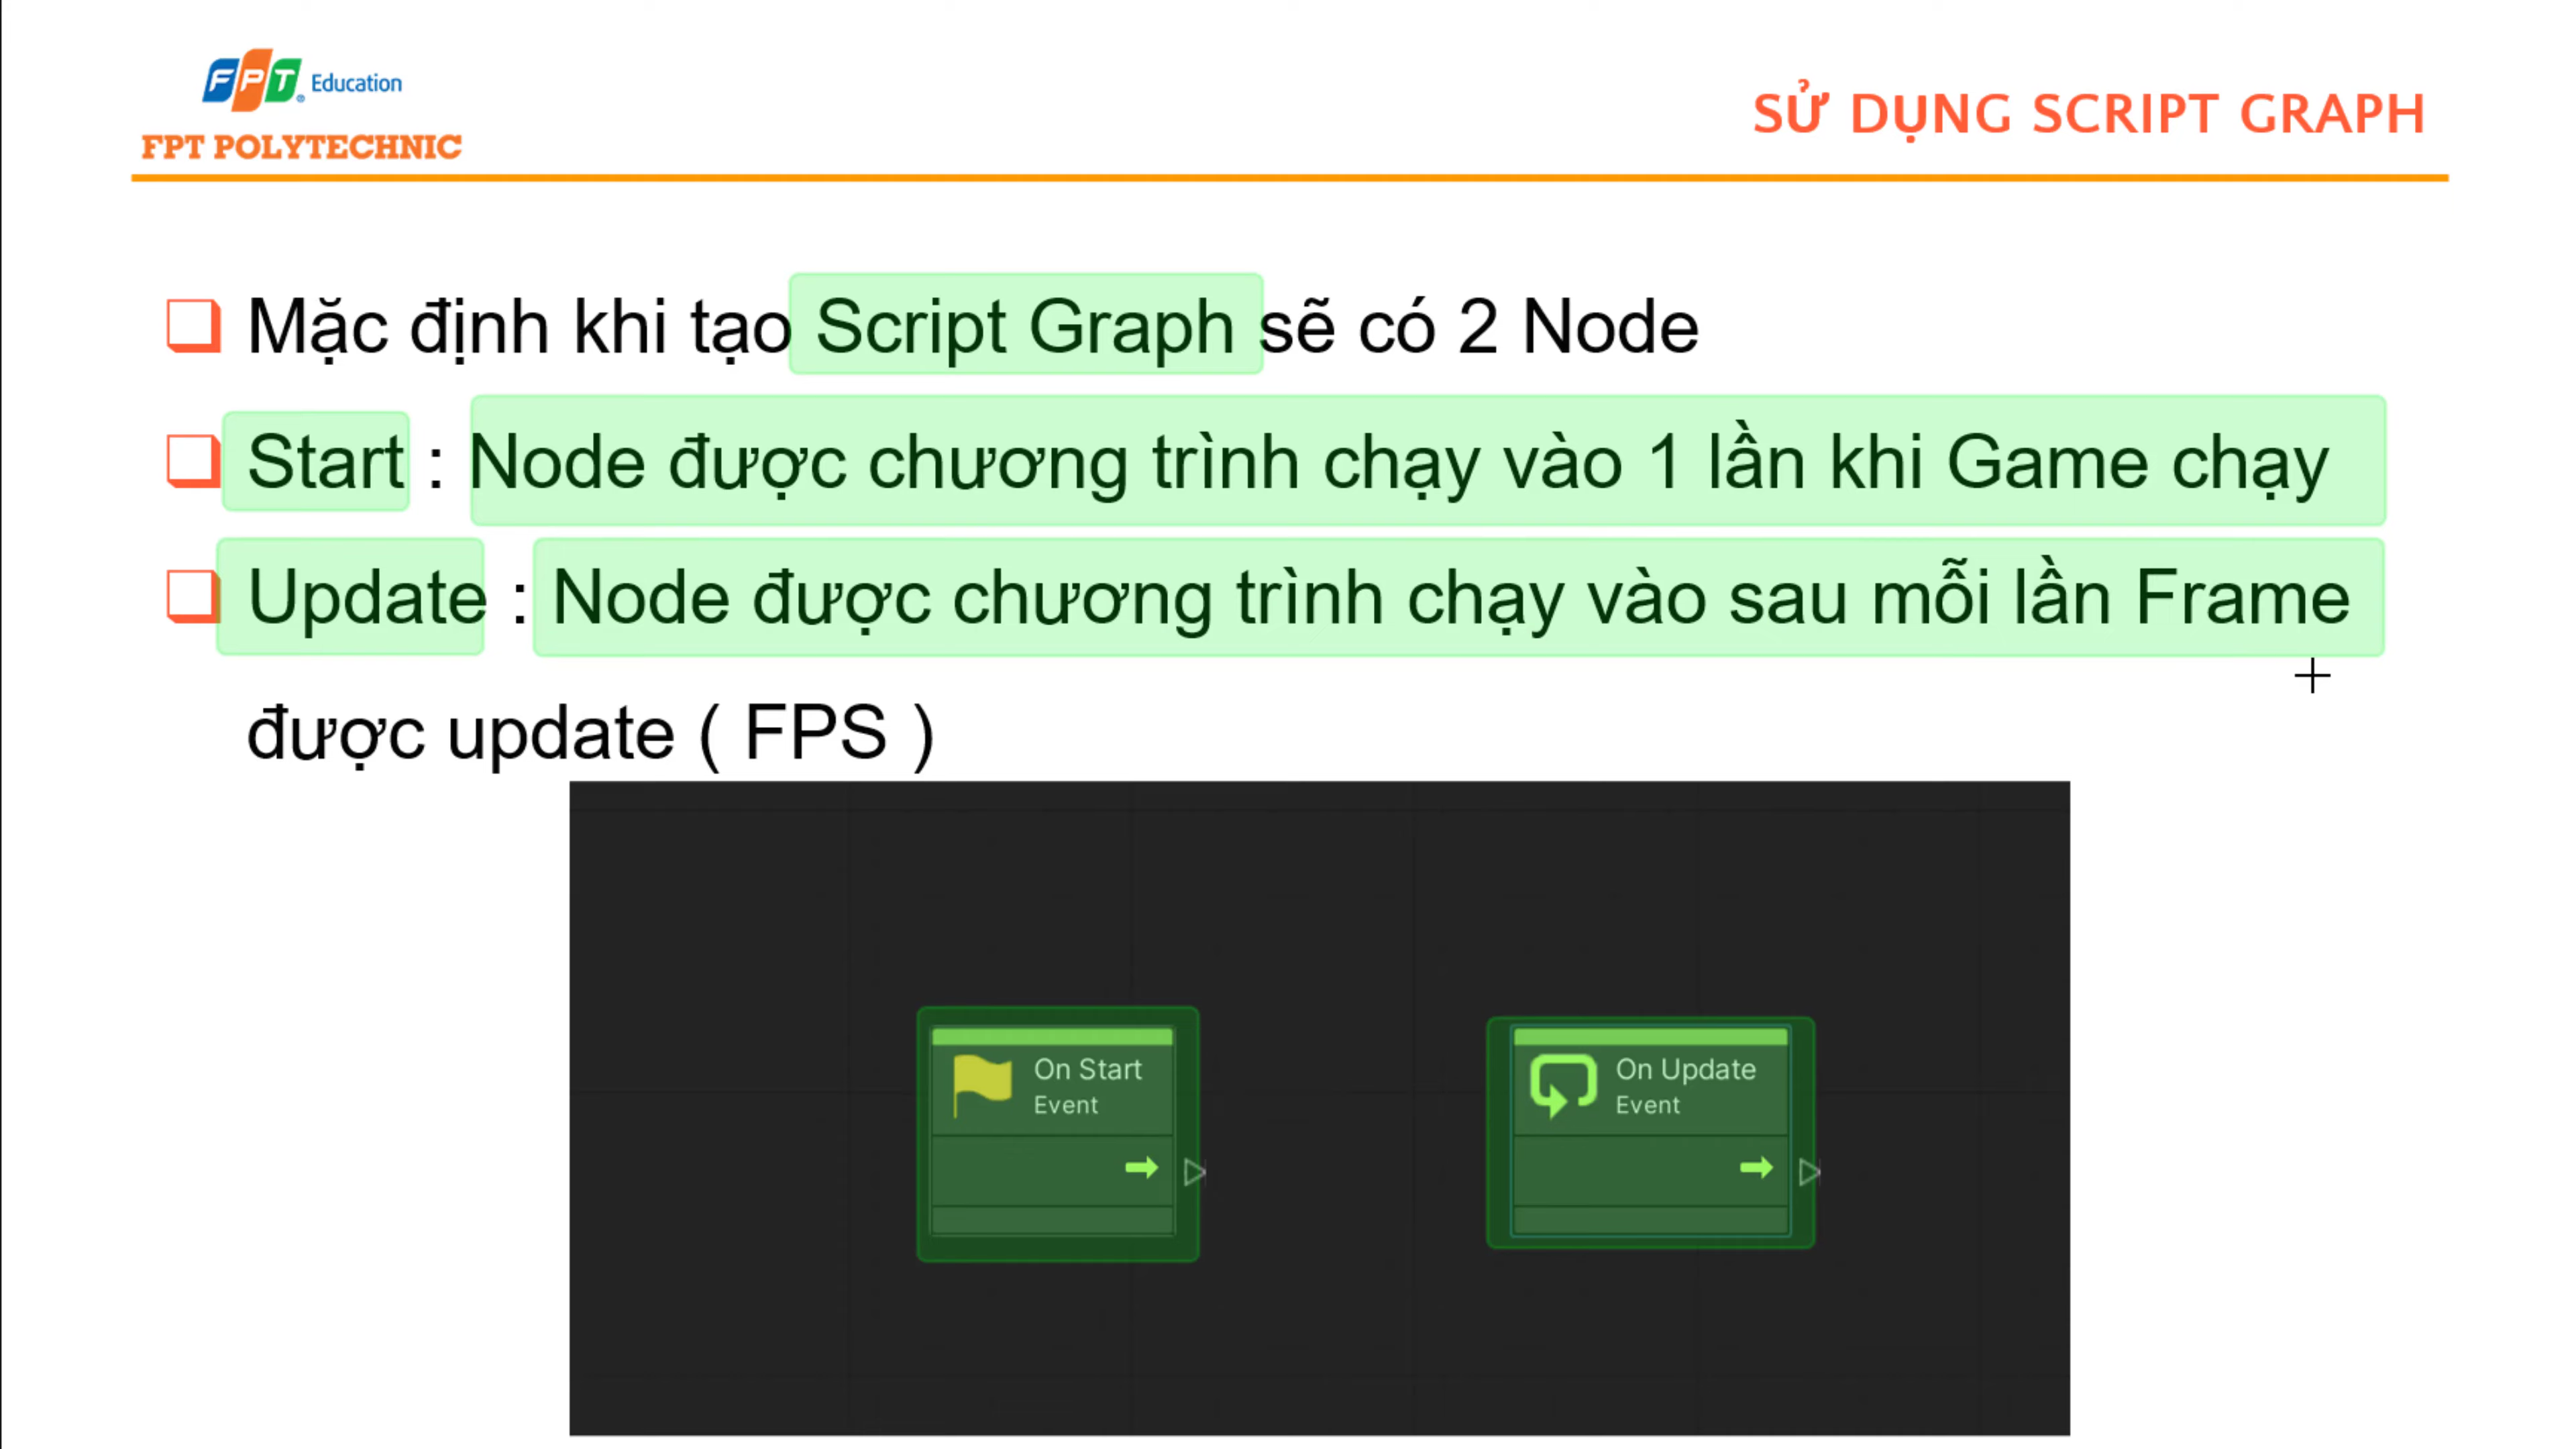 FPT Education
FPT POLYTECHNIC
SỬ DỤNG SCRIPT GRAPH
Mặc định khi tạo Script Graph sẽ có 2 Node
Start : Node được chương trình chạy vào 1 lần khi Game chạy
Update : Node được chương trình chạy vào sau mỗi lần Frame
được update ( FPS )
On Start
Event
On Update
Event